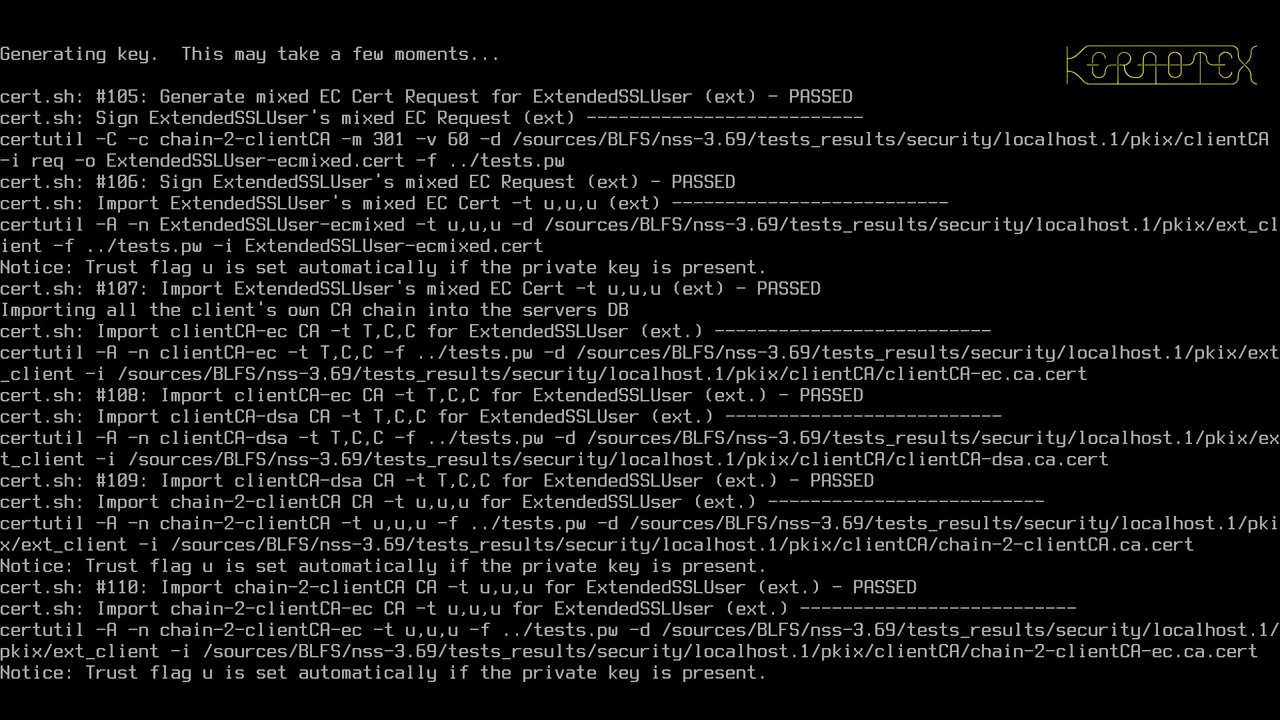 Generating key.  This may take a few moments...
KERNOTEX
cert.sh: #105: Generate mixed EC Cert Request for ExtendedSSLUser (ext) - PASSED
cert.sh: Sign ExtendedSSLUser's mixed EC Request (ext) --------------------------
certutil -C -c chain-2-clientCA -m 301 -v 60 -d /sources/BLFS/nss-3.69/tests_results/security/localhost.1/pkix/clientCA
-i req -o ExtendedSSLUser-ecmixed.cert -f ../tests.pw
cert.sh: #106: Sign ExtendedSSLUser's mixed EC Request (ext) - PASSED
cert.sh: Import ExtendedSSLUser's mixed EC Cert -t u,u,u (ext) --------------------------
certutil -A -n ExtendedSSLUser-ecmixed -t u,u,u -d /sources/BLFS/nss-3.69/tests_results/security/localhost.1/pkix/ext_cl
ient -f ../tests.pw -i ExtendedSSLUser-ecmixed.cert
Notice: Trust flag u is set automatically if the private key is present.
cert.sh: #107: Import ExtendedSSLUser's mixed EC Cert -t u,u,u (ext) - PASSED
Importing all the client's own CA chain into the servers DB
cert.sh: Import clientCA-ec CA -t T,C,C for ExtendedSSLUser (ext.) --------------------------
certutil -A -n clientCA-ec -t T,C,C -f ../tests.pw -d /sources/BLFS/nss-3.69/tests_results/security/localhost.1/pkix/ext
_client -i /sources/BLFS/nss-3.69/tests_results/security/localhost.1/pkix/clientCA/clientCA-ec.ca.cert
cert.sh: #108: Import clientCA-ec CA -t T,C,C for ExtendedSSLUser (ext.) - PASSED
cert.sh: Import clientCA-dsa CA -t T,C,C for ExtendedSSLUser (ext.) --------------------------
certutil -A -n clientCA-dsa -t T,C,C -f ../tests.pw -d /sources/BLFS/nss-3.69/tests_results/security/localhost.1/pkix/ex
t_client -i /sources/BLFS/nss-3.69/tests_results/security/localhost.1/pkix/clientCA/clientCA-dsa.ca.cert
cert.sh: #109: Import clientCA-dsa CA -t T,C,C for ExtendedSSLUser (ext.) - PASSED
cert.sh: Import chain-2-clientCA CA -t u,u,u for ExtendedSSLUser (ext.) --------------------------
certutil -A -n chain-2-clientCA -t u,u,u -f ../tests.pw -d /sources/BLFS/nss-3.69/tests_results/security/localhost.1/pki
x/ext_client -i /sources/BLFS/nss-3.69/tests_results/security/localhost.1/pkix/clientCA/chain-2-clientCA.ca.cert
Notice: Trust flag u is set automatically if the private key is present.
cert.sh: #110: Import chain-2-clientCA CA -t u,u,u for ExtendedSSLUser (ext.) - PASSED
cert.sh: Import chain-2-clientCA-ec CA -t u,u,u for ExtendedSSLUser (ext.) --------------------------
certutil -A -n chain-2-clientCA-ec -t u,u,u -f ../tests.pw -d /sources/BLFS/nss-3.69/tests_results/security/localhost.1/
pkix/ext_client -i /sources/BLFS/nss-3.69/tests_results/security/localhost.1/pkix/clientCA/chain-2-clientCA-ec.ca.cert
Notice: Trust flag u is set automatically if the private key is present.